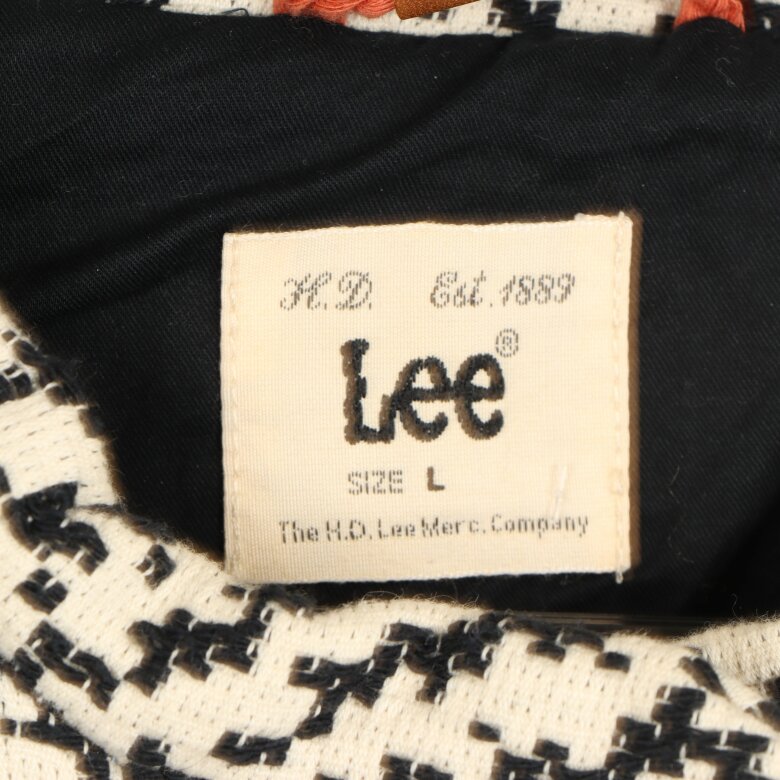 H.D. Est. 1889
Lee®
SIZE L
The H.D. Lee Merc. Company